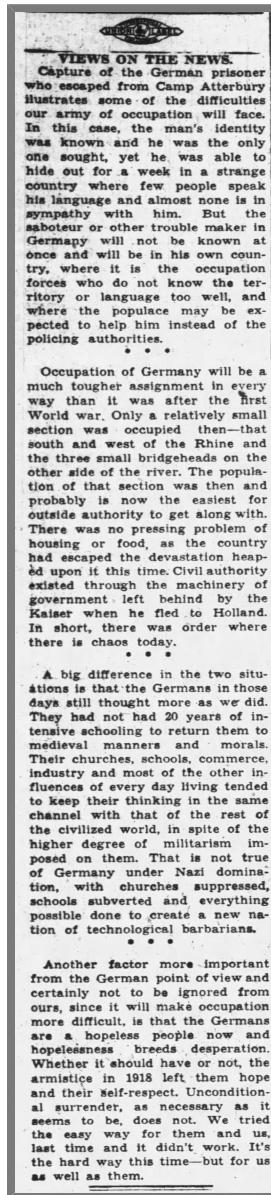 UNION LABEL
VIEWS ON THE NEWS.
Capture of the German prisoner
who escaped from Camp Atterbury
ilustrates some of the difficulties
our army of occupation will face.
In this case, the man's identity
was known and he was the only
one sought, yet he was able to
hide out for a week in a strange
country where few people speak
his language and almost none is in
sympathy with him. But the
saboteur or other trouble maker in
Germany will not be known at
once and will be in his own coun-
try, where it is the occupation
forces who do not know the ter-
ritory or language too well, and
where the populace may be ex-
pected to help him instead of the
policing authorities.
* * *
Occupation of Germany will be a
much tougher assignment in every
way than it was after the first
World war. Only a relatively small
section was occupied then—that
south and west of the Rhine and
the three small bridgeheads on the
other side of the river. The popula-
tion of that section was then and
probably is now the easiest for
outside authority to get along with.
There was no pressing problem of
housing or food, as the country
had escaped the devastation heap-
ed upon it this time. Civil authority
existed through the machinery of
government left behind by the
Kaiser when he fled to Holland.
In short, there was order where
there is chaos today.
* * *
A big difference in the two situ-
ations is that the Germans in those
days still thought more as we did.
They had not had 20 years of in-
tensive schooling to return them to
medieval manners and morals.
Their churches, schools, commerce,
industry and most of the other in-
fluences of every day living tended
to keep their thinking in the same
channel with that of the rest of
the civilized world, in spite of the
higher degree of militarism im-
posed on them. That is not true
of Germany under Nazi domina-
tion, with churches suppressed,
schools subverted and everything
possible done to create a new na-
tion of technological barbarians.
* * *
Another factor more important
from the German point of view and
certainly not to be ignored from
ours, since it will make occupation
more difficult, is that the Germans
are a hopeless people now and
hopelessness breeds desperation.
Whether it should have or not, the
armistice in 1918 left them hope
and their self-respect. Uncondition-
al surrender, as necessary as it
seems to be, does not. We tried
the easy way for them and us,
last time and it didn't work. It's
the hard way this time—but for us
as well as them.